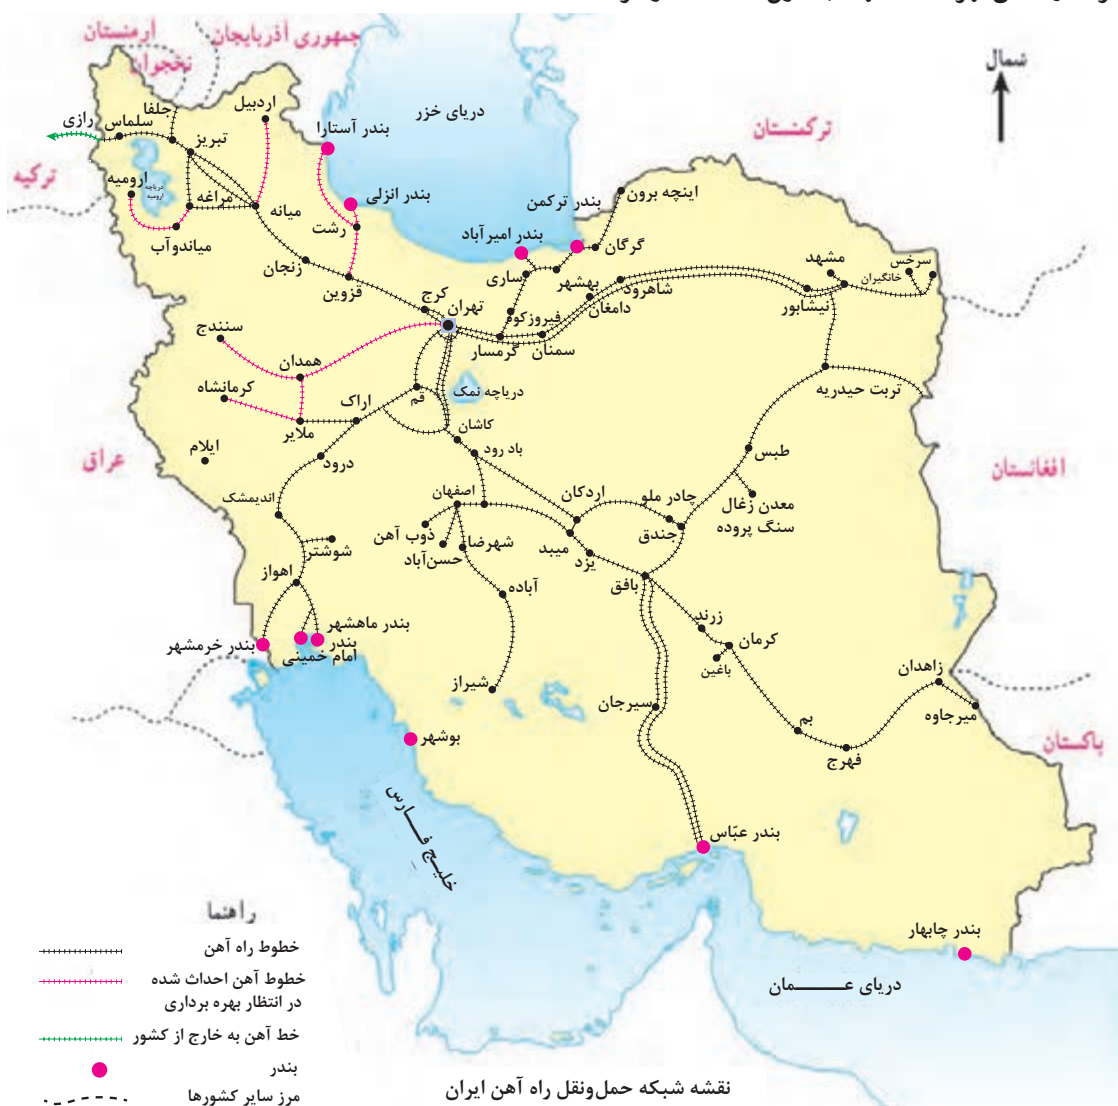 شمال
ارمنستان
نخجوان
جمهوری آذربایجان
ترکمنستان
ترکیه
عراق
افغانستان
پاکستان
دریای خزر
رازی
سلماس
جلفا
تبریز
اردبیل
بندر آستارا
ارومیه
دریاچه
ارومیه
مراغه
میانه
میاندوآب
بندر انزلی
رشت
زنجان
قزوین
کرج
تهران
اینچه برون
بندر ترکمن
گرگان
بندر امیرآباد
ساری
بهشهر
شاهرود
دامغان
فیروزکوه
گرمسار
سمنان
مشهد
نیشابور
سرخس
خانگیران
تربت حیدریه
سنندج
همدان
کرمانشاه
ملایر
اراک
قم
دریاچه نمک
کاشان
باد رود
ایلام
درود
اندیمشک
شوشتر
اهواز
اصفهان
ذوب آهن
حسن‌آباد
شهرضا
آباده
شیراز
اردکان
میبد
یزد
چادر ملو
جندق
طبس
معدن زغال
سنگ پروده
بافق
زرند
کرمان
باغین
سیرجان
بم
فهرج
زاهدان
میرجاوه
بندر ماهشهر
بندر
امام خمینی
بندر خرمشهر
بوشهر
خلیج فارس
بندر عبّاس
بندر چابهار
دریای عمان
راهنما
خطوط راه آهن
خطوط آهن احداث شده
در انتظار بهره برداری
خط آهن به خارج از کشور
بندر
مرز سایر کشورها
نقشه شبکه حمل‌ونقل راه آهن ایران